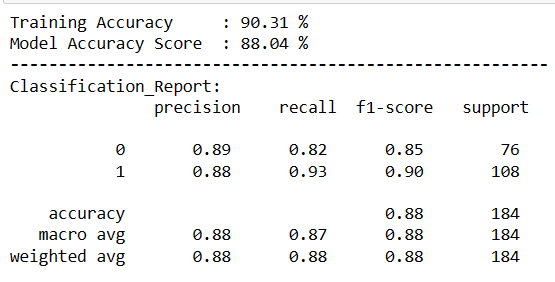 Training Accuracy     : 90.31 %
Model Accuracy Score  : 88.04 %
--------------------------------------------------------
Classification_Report:
               precision    recall  f1-score   support

           0       0.89      0.82      0.85        76
           1       0.88      0.93      0.90       108

    accuracy                           0.88       184
   macro avg       0.88      0.87      0.88       184
weighted avg       0.88      0.88      0.88       184